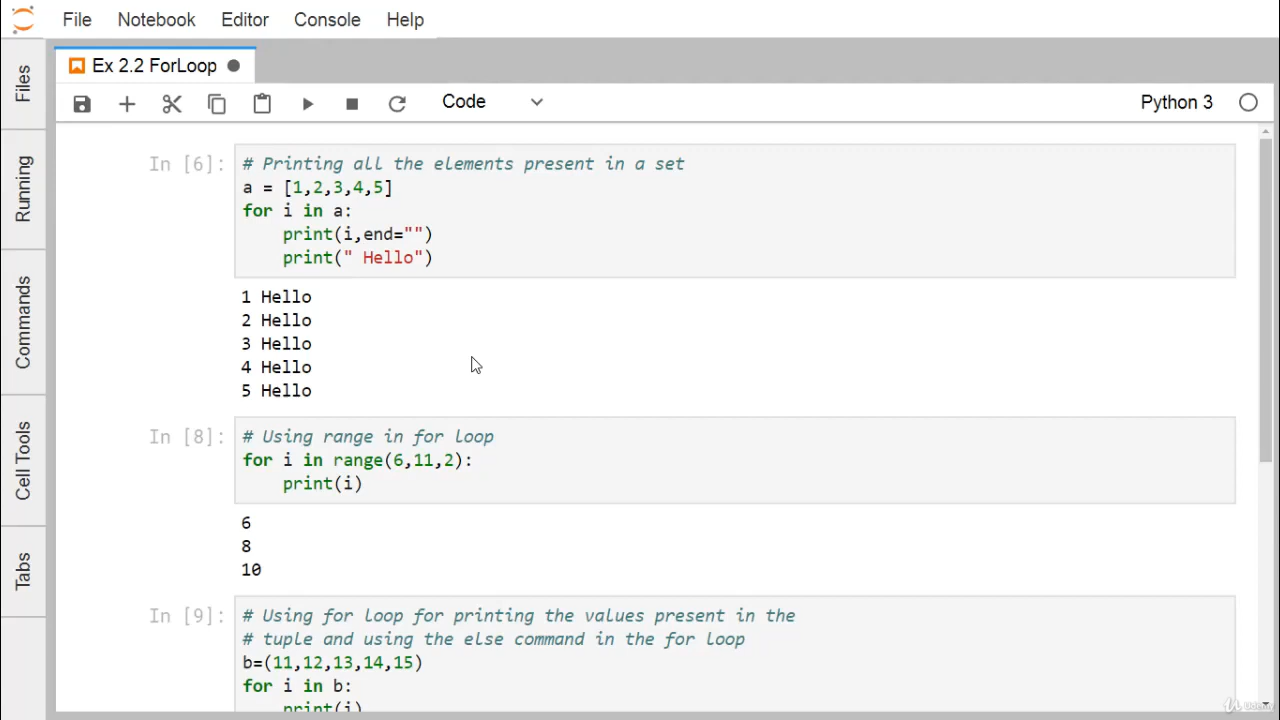 File Notebook Editor Console Help
Ex 2.2 ForLoop
Code
Python 3
Files
Running
Commands
Cell Tools
Tabs
In [6]:
# Printing all the elements present in a set
a = [1,2,3,4,5]
for i in a:
    print(i,end="")
    print(" Hello")
1 Hello
2 Hello
3 Hello
4 Hello
5 Hello
In [8]:
# Using range in for loop
for i in range(6,11,2):
    print(i)
6
8
10
In [9]:
# Using for loop for printing the values present in the
# tuple and using the else command in the for loop
b=(11,12,13,14,15)
for i in b:
    print(i)
Udemy